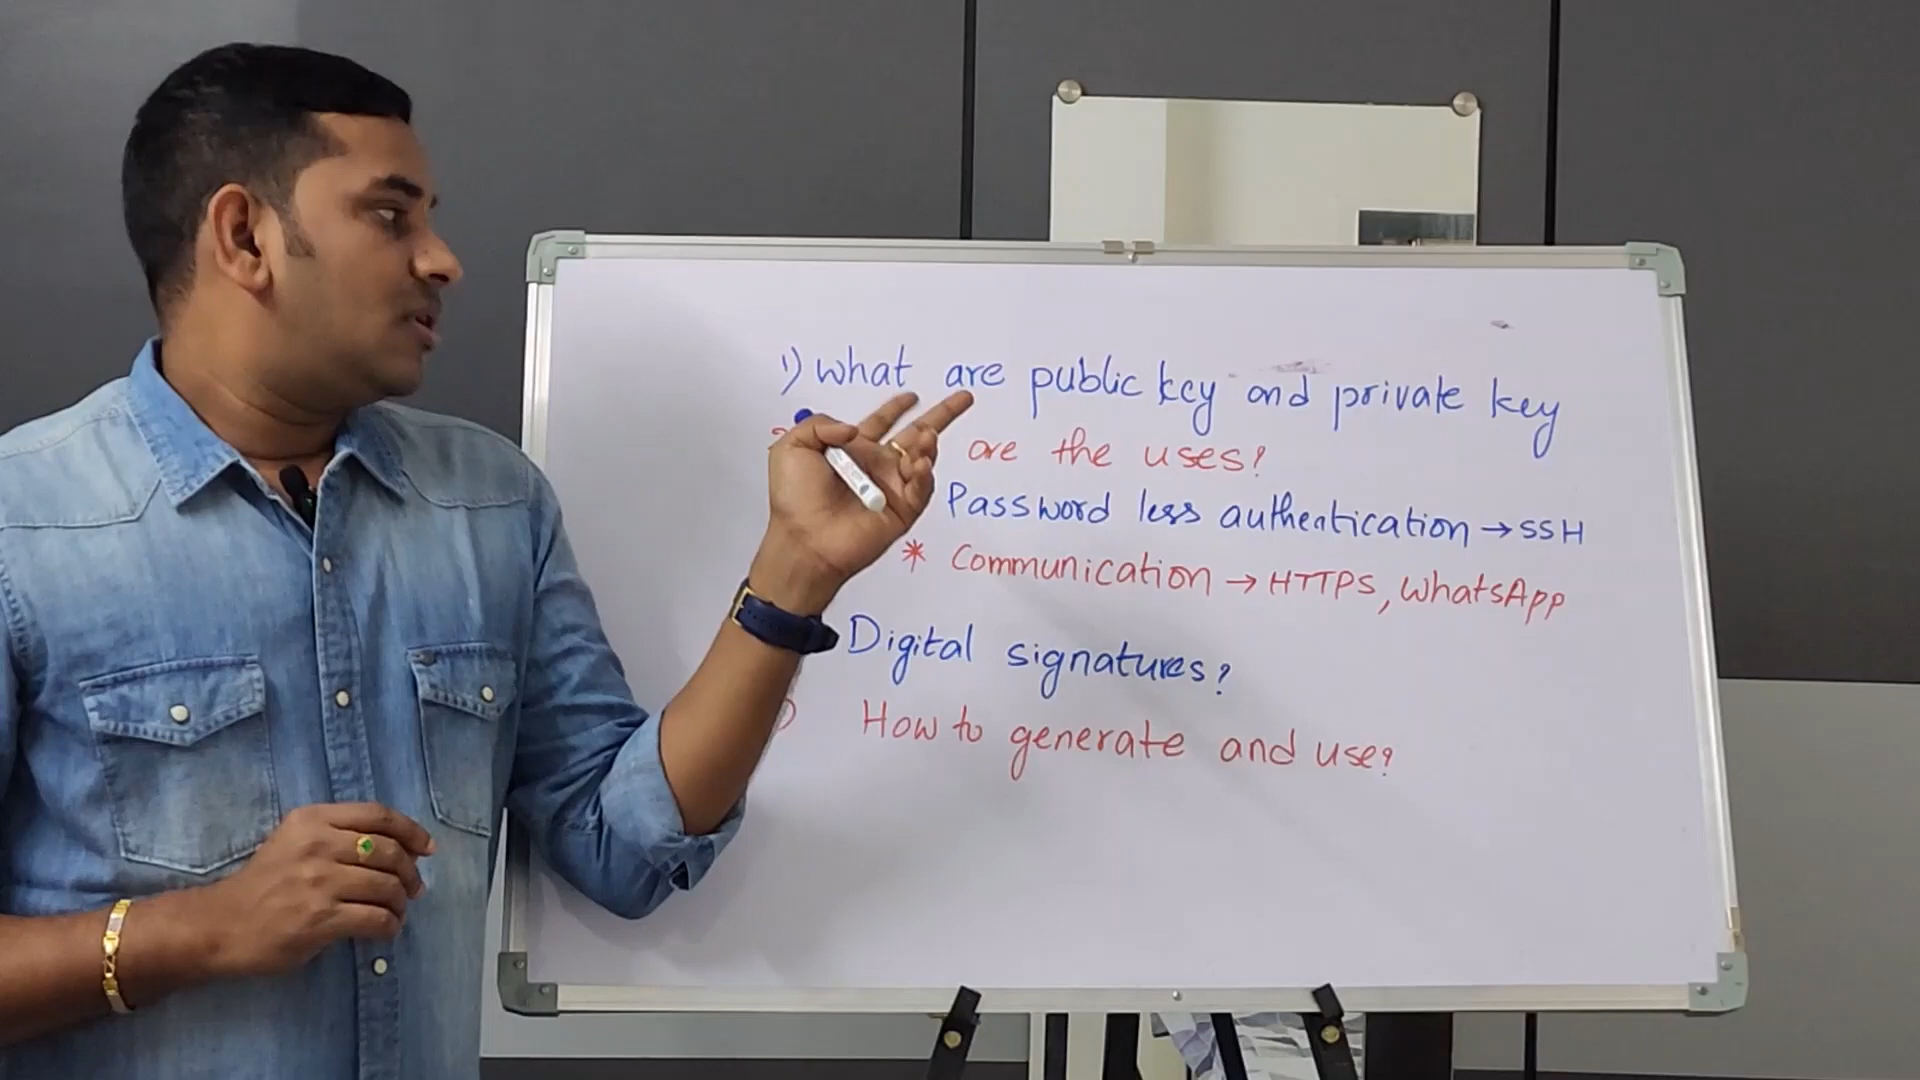 1) What are public key and private key
are the uses?
Password less authentication → SSH
* Communication → HTTPS, WhatsApp
Digital signatures?
How to generate and use?